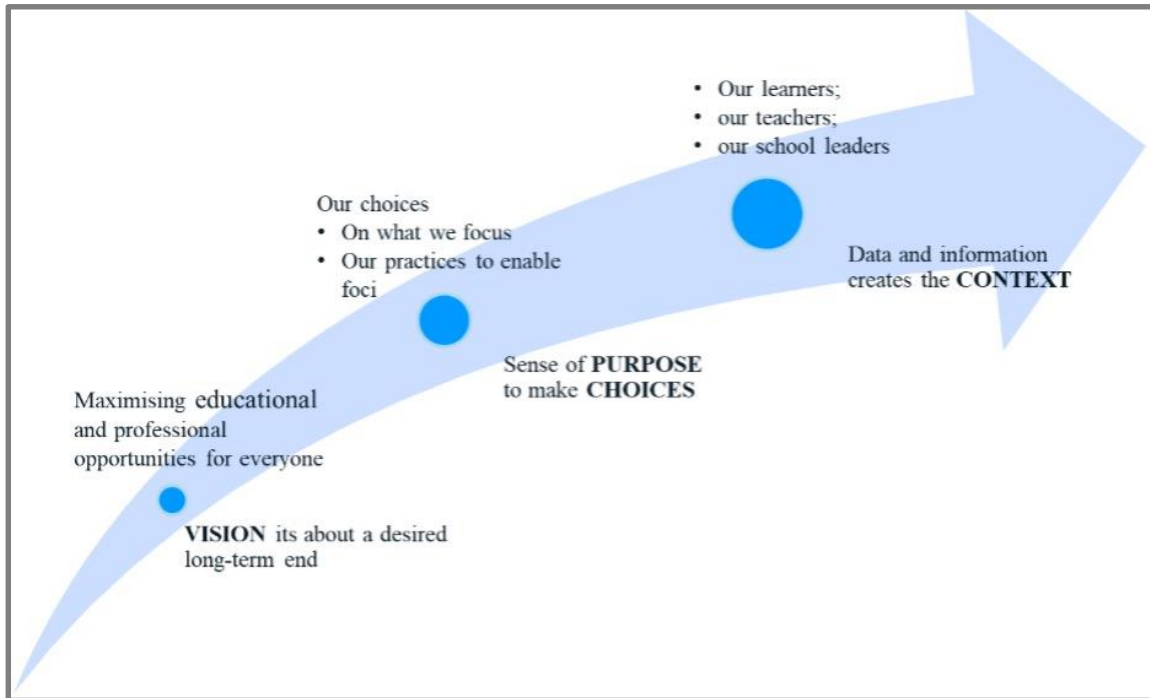 • Our learners;
• our teachers;
• our school leaders
Our choices
• On what we focus
• Our practices to enable
foci
Data and information
creates the CONTEXT
Sense of PURPOSE
to make CHOICES
Maximising educational
and professional
opportunities for everyone
VISION its about a desired
long-term end